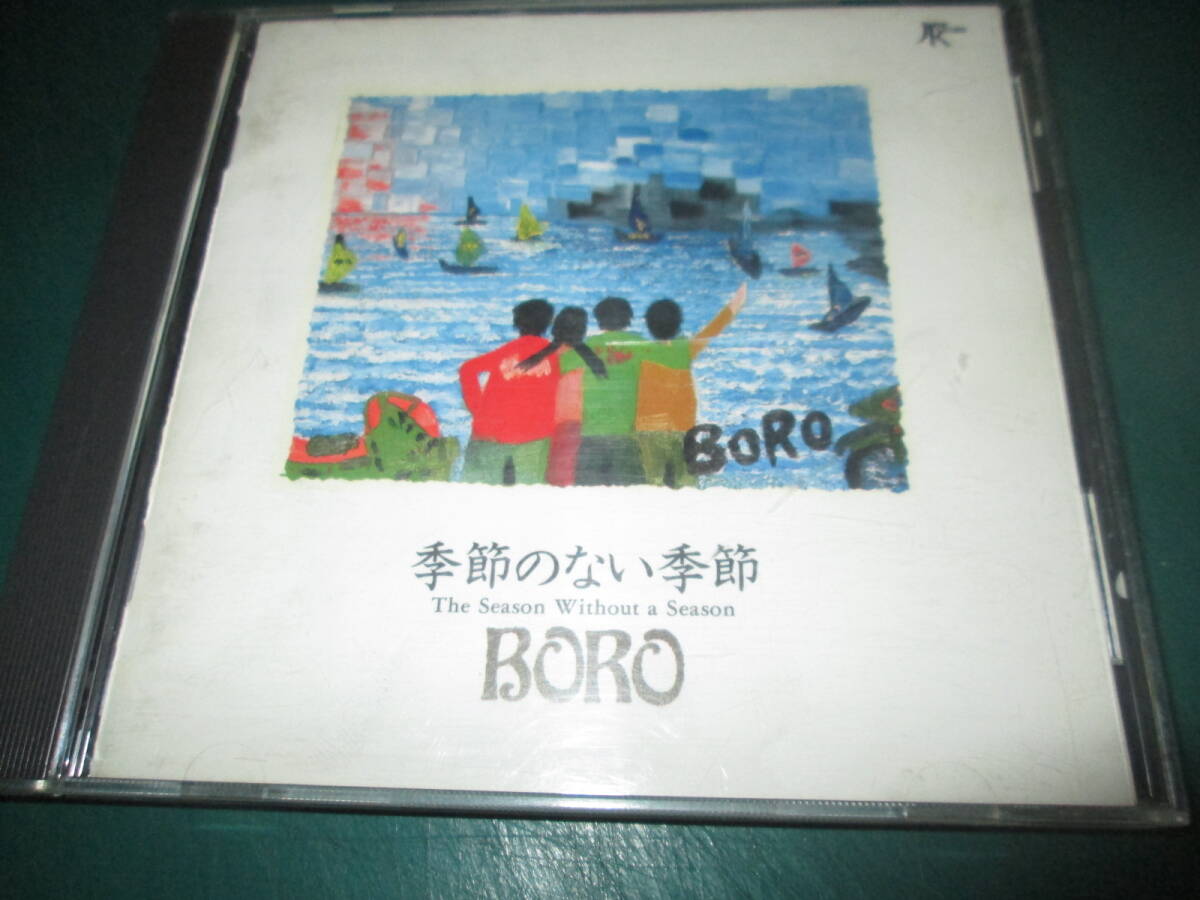 BORO
季節のない季節
The Season Without a Season
BORO